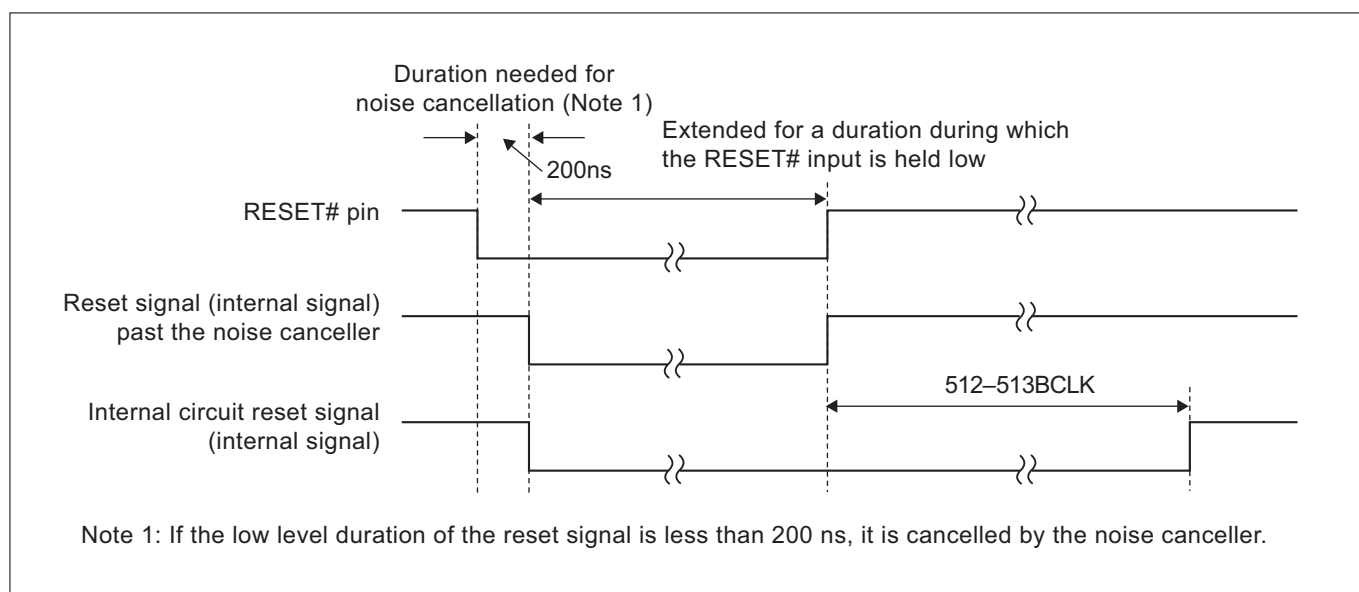 Duration needed for
noise cancellation (Note 1)
Extended for a duration during which
the RESET# input is held low
200ns
RESET# pin
Reset signal (internal signal)
past the noise canceller
512–513BCLK
Internal circuit reset signal
(internal signal)
Note 1: If the low level duration of the reset signal is less than 200 ns, it is cancelled by the noise canceller.